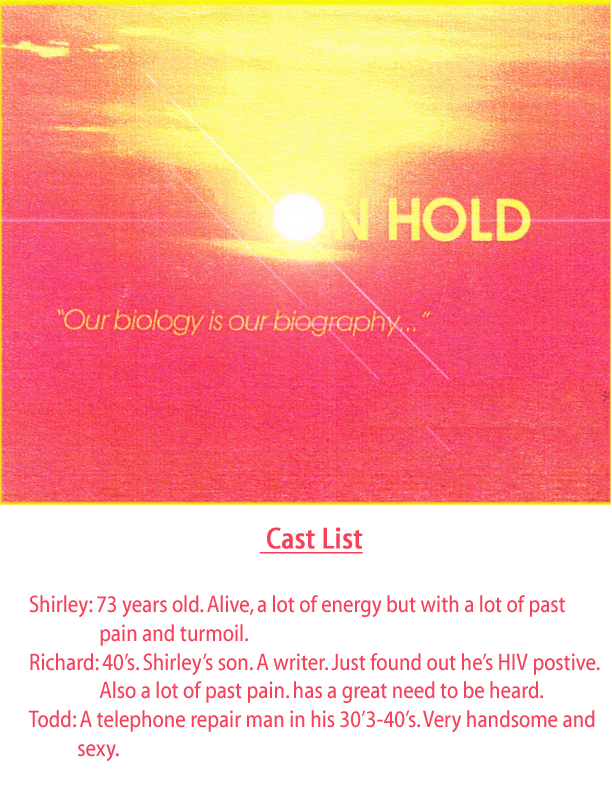 ON HOLD
“Our biology is our biography...”
Cast List
Shirley: 73 years old. Alive, a lot of energy but with a lot of past
pain and turmoil.
Richard: 40’s. Shirley’s son. A writer. Just found out he’s HIV postive.
Also a lot of past pain. has a great need to be heard.
Todd: A telephone repair man in his 30’3-40’s. Very handsome and
sexy.